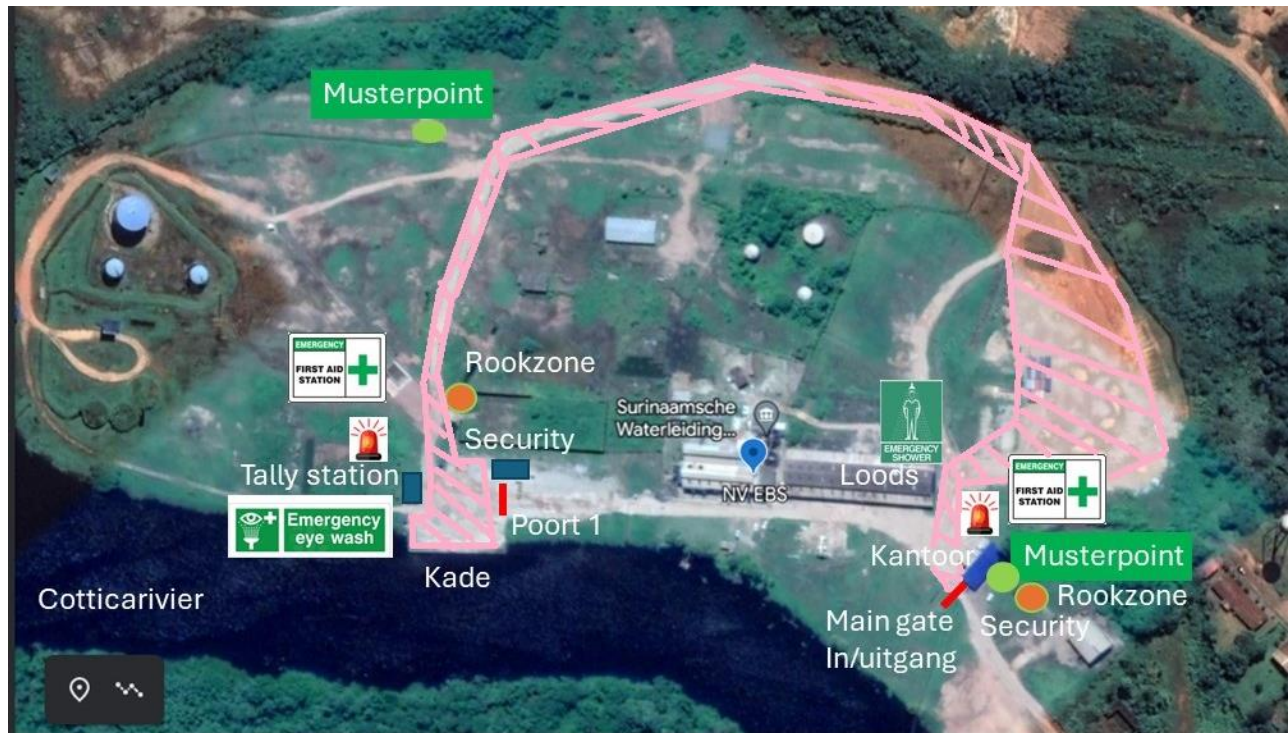 Musterpoint
EMERGENCY
FIRST AID
STATION
Rookzone
Security
Tally station
Emergency
eye wash
Poort 1
Kade
Cotticarivier
Surinaamsche
Waterleiding...
NV EBS
Loods
EMERGENCY
SHOWER
EMERGENCY
FIRST AID
STATION
Kantoor
Musterpoint
Rookzone
Main gate
In/uitgang
Security